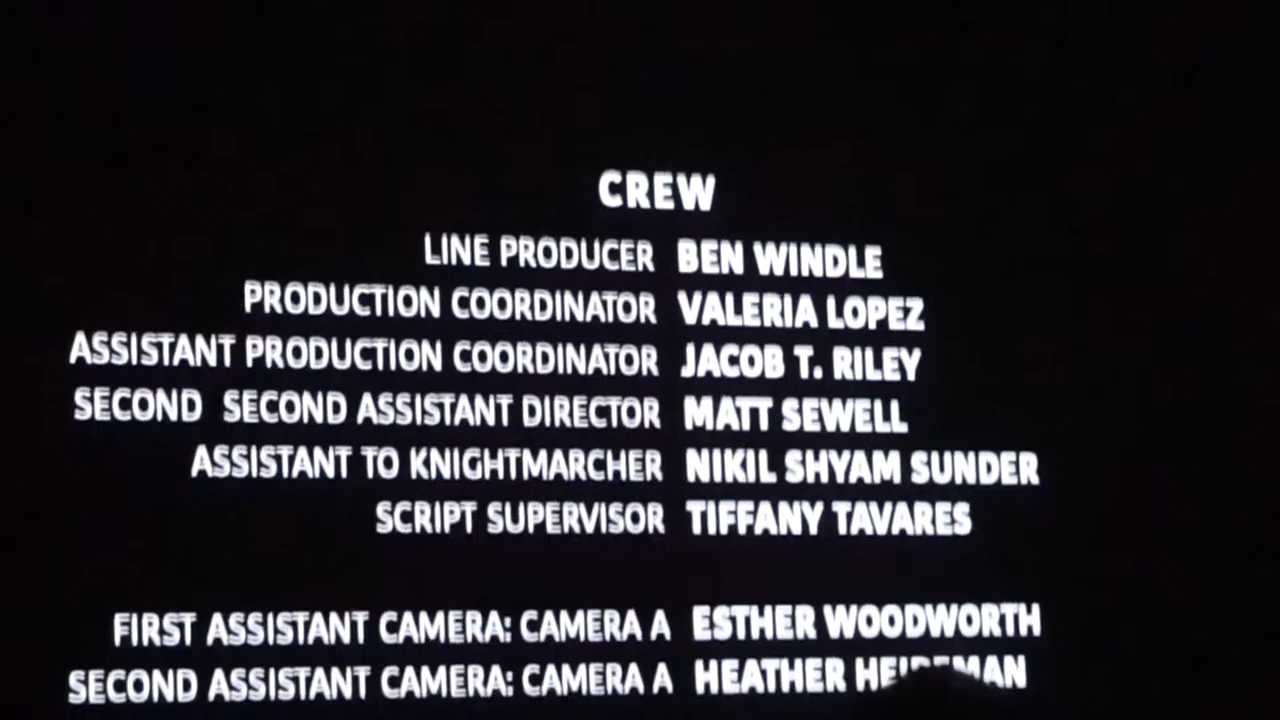 CREW
LINE PRODUCER BEN WINDLE
PRODUCTION COORDINATOR VALERIA LOPEZ
ASSISTANT PRODUCTION COORDINATOR JACOB T. RILEY
SECOND SECOND ASSISTANT DIRECTOR MATT SEWELL
ASSISTANT TO KNIGHTMARCHER NIKIL SHYAM SUNDER
SCRIPT SUPERVISOR TIFFANY TAVARES
FIRST ASSISTANT CAMERA: CAMERA A ESTHER WOODWORTH
SECOND ASSISTANT CAMERA: CAMERA A HEATHER